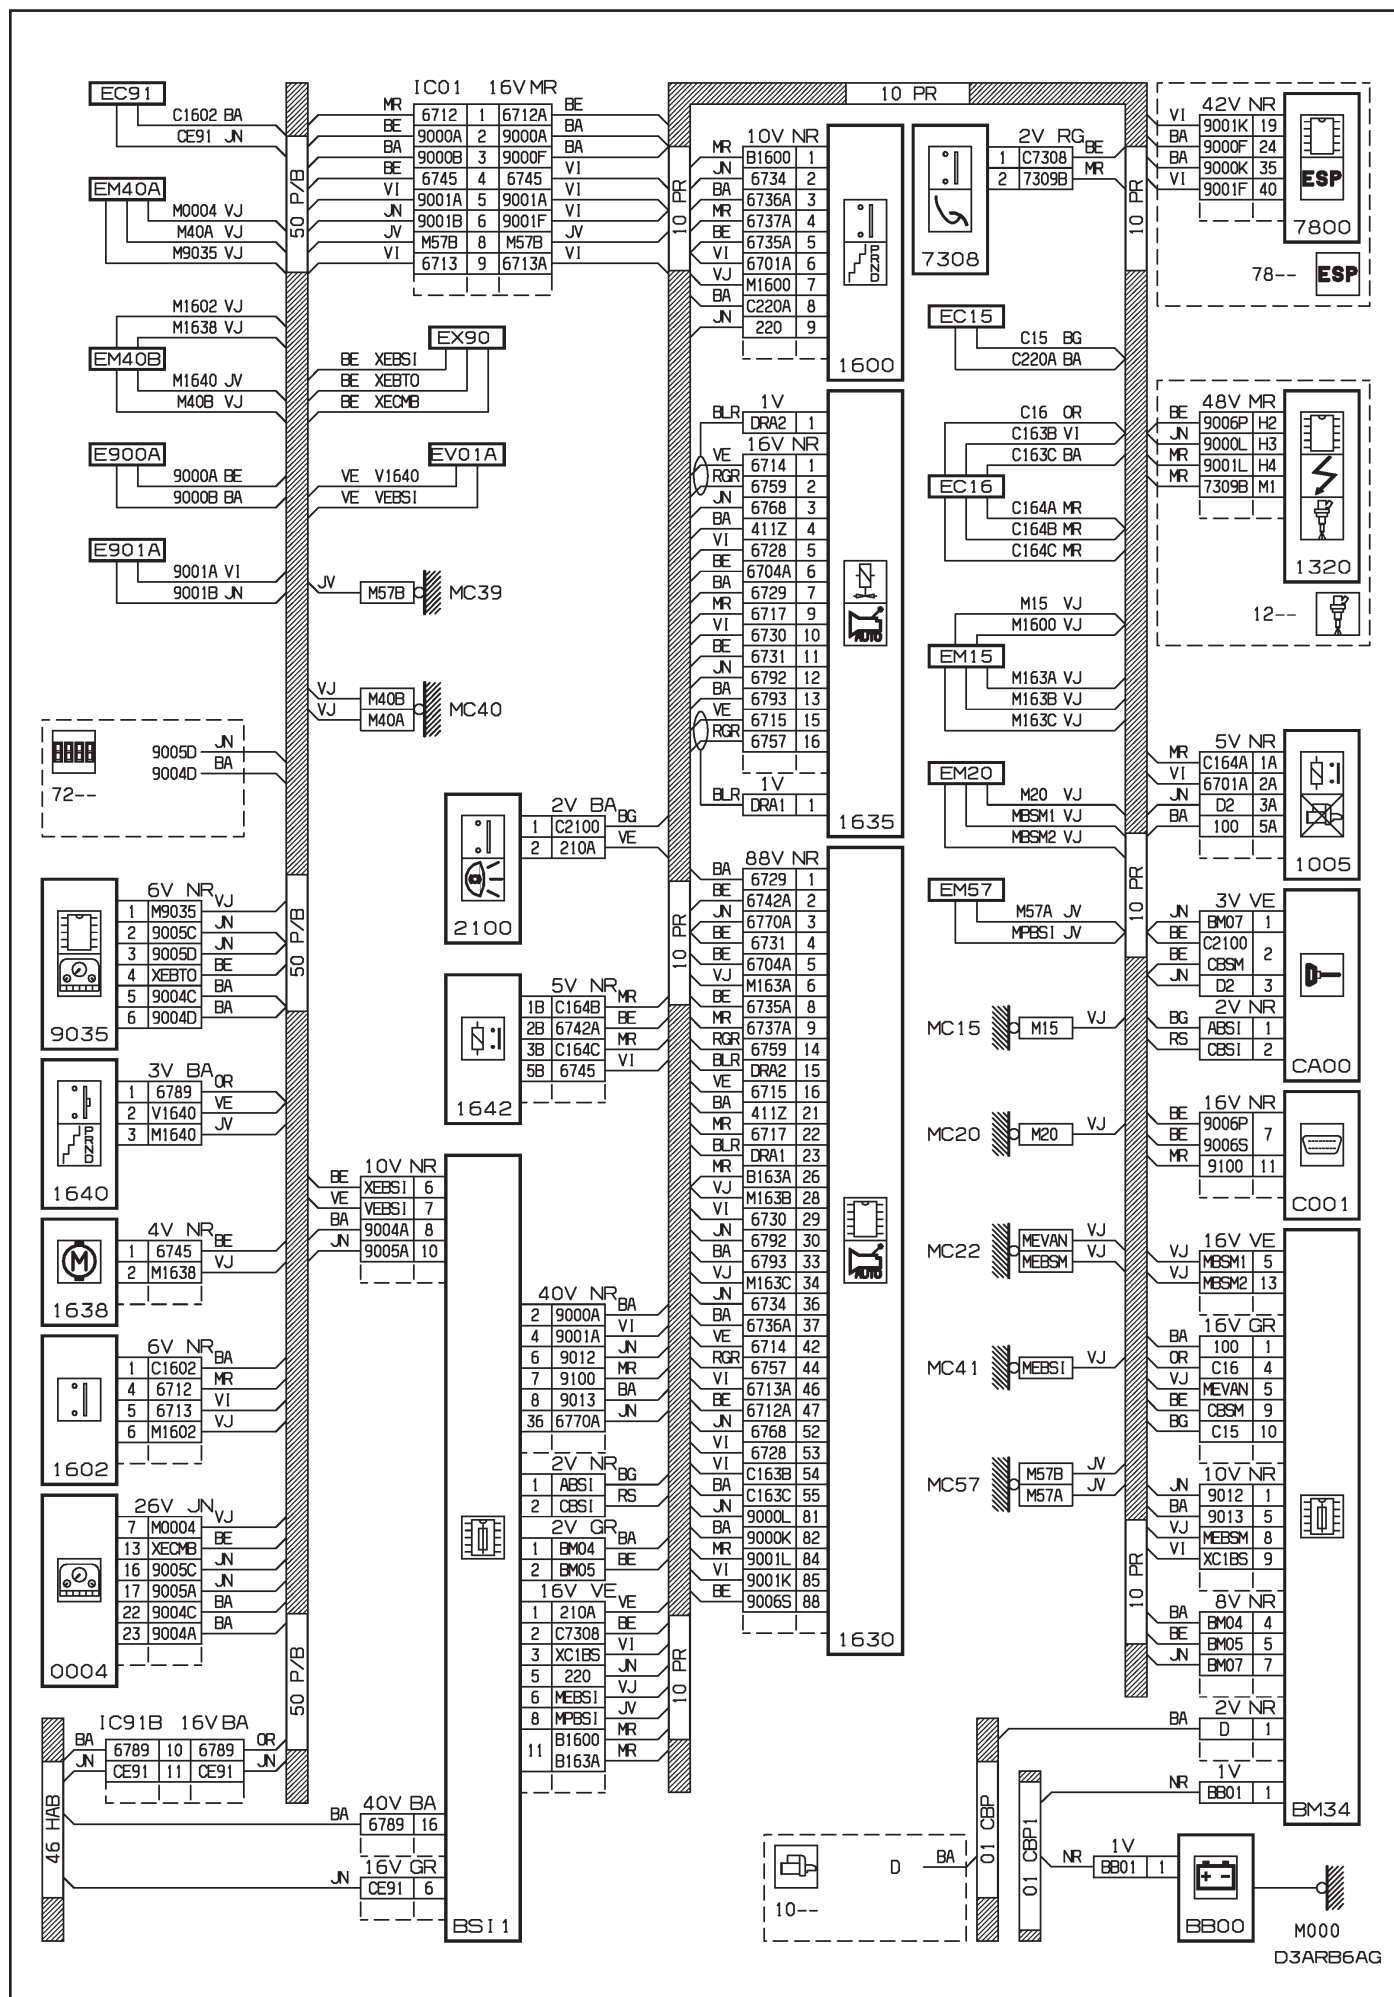 EC91
C1602 BA
CE91 JN
EM40A
M0004 VJ
M40A VJ
M9035 VJ
M1602 VJ
M1638 VJ
EM40B
M1640 JV
M40B VJ
E900A
9000A BE
9000B BA
E901A
9001A VI
9001B JN
50 P/B
IC01 16V MR
MR 6712 1 6712A BE
BE 9000A 2 9000A BA
BA 9000B 3 9000F BA
BE 6745 4 6745 VI
VI 9001A 5 9001A VI
JN 9001B 6 9001F VI
JV M57B 8 M57B JV
VI 6713 9 6713A VI
EX90
BE XEBSI
BE XEBTO
BE XECMB
EV01A
VE V1640
VE VEBSI
JV M57B MC39
VJ M40B MC40
VJ M40A
72--
9005D JN
9004D BA
6V NR
1 M9035 VJ
2 9005C JN
3 9005D JN
4 XEBTO BE
5 9004C BA
6 9004D BA
9035
50 P/B
3V BA
1 6789 OR
2 V1640 VE
3 M1640 JV
PRND
1640
4V NR
1 6745 BE
2 M1638 VJ
M
1638
6V NR
1 C1602 BA
4 6712 MR
5 6713 VI
6 M1602 VJ
1602
26V JN
7 M0004 VJ
13 XECMB BE
16 9005C JN
17 9005A JN
22 9004C BA
23 9004A BA
0004
50 P/B
IC91B 16V BA
BA 6789 10 6789 OR
JN CE91 11 CE91 JN
46 HAB
2V BA
1 C2100 BG
2 210A VE
2100
5V NR
1B C164B MR
2B 6742A BE
3B C164C MR
5B 6745 VI
1642
10V NR
BE XEBSI 6
VE VEBSI 7
BA 9004A 8
JN 9005A 10
40V NR
2 9000A BA
4 9001A VI
6 9012 JN
7 9100 MR
8 9013 BA
36 6770A JN
2V NR
1 ABSI BG
2 CBSI RS
2V GR
1 BM04 BA
2 BM05 BE
16V VE
1 210A VE
2 C7308 BE
3 XC1BS VI
5 220 JN
6 MEBSI VJ
8 MPBSI JV
11 B1600 MR
B163A MR
40V BA
BA 6789 16
16V GR
JN CE91 6
BSI1
10 PR
10 PR
10 PR
10 PR
10V NR
MR B1600 1
JN 6734 2
BA 6736A 3
MR 6737A 4
BE 6735A 5
VI 6701A 6
VJ M1600 7
BA C220A 8
JN 220 9
PRND
1600
1V
BLR DRA2 1
16V NR
VE 6714 1
RGR 6759 2
JN 6768 3
BA 411Z 4
VI 6728 5
BE 6704A 6
BA 6729 7
MR 6717 9
VI 6730 10
BE 6731 11
JN 6792 12
BA 6793 13
VE 6715 15
RGR 6757 16
1V
BLR DRA1 1
AUTO
1635
88V NR
BA 6729 1
BE 6742A 2
JN 6770A 3
BE 6731 4
BE 6704A 5
VJ M163A 6
BE 6735A 8
MR 6737A 9
RGR 6759 14
BLR DRA2 15
VE 6715 16
BA 411Z 21
MR 6717 22
BLR DRA1 23
MR B163A 26
VJ M163B 28
VI 6730 29
JN 6792 30
BA 6793 33
VJ M163C 34
JN 6734 36
BA 6736A 37
VE 6714 42
RGR 6757 44
VI 6713A 46
BE 6712A 47
JN 6768 52
VI 6728 53
VI C163B 54
BA C163C 55
JN 9000L 81
BA 9000K 82
MR 9001L 84
VI 9001K 85
BE 9006S 88
AUTO
1630
2V RG
1 C7308 BE
2 7309B MR
7308
EC15
C15 BG
C220A BA
C16 OR
C163B VI
C163C BA
EC16
C164A MR
C164B MR
C164C MR
M15 VJ
M1600 VJ
EM15
M163A VJ
M163B VJ
M163C VJ
EM20
M20 VJ
MBSM1 VJ
MBSM2 VJ
EM57
M57A JV
MPBSI JV
MC15 M15 VJ
MC20 M20 VJ
MC22 MEVAN VJ
MEBSM VJ
MC41 MEBSI VJ
MC57 M57B JV
M57A JV
10 PR
10 PR
10 PR
42V NR
VI 9001K 19
BA 9000F 24
BA 9000K 35
VI 9001F 40
ESP
7800
78-- ESP
48V MR
BE 9006P H2
JN 9000L H3
MR 9001L H4
MR 7309B M1
1320
12--
5V NR
MR C164A 1A
VI 6701A 2A
JN D2 3A
BA 100 5A
1005
3V VE
JN BM07 1
BE C2100 2
BE CBSM
JN D2 3
2V NR
BG ABSI 1
RS CBSI 2
CA00
16V NR
BE 9006P 7
BE 9006S
MR 9100 11
C001
16V VE
VJ MBSM1 5
VJ MBSM2 13
16V GR
BA 100 1
OR C16 4
VJ MEVAN 5
BE CBSM 9
BG C15 10
10V NR
JN 9012 1
BA 9013 5
VJ MEBSM 8
VI XC1BS 9
8V NR
BA BM04 4
BE BM05 5
JN BM07 7
2V NR
BA D 1
1V
NR BB01 1
BM34
01 CBP
01 CBP1
D BA
10--
1V
NR BB01 1
+ -
BB00
M000
D3ARB6AG